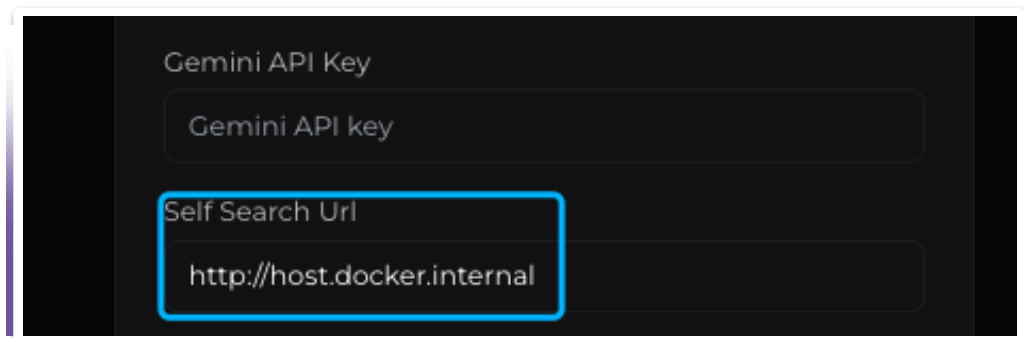 Gemini API Key
Gemini API key
Self Search Url
http://host.docker.internal